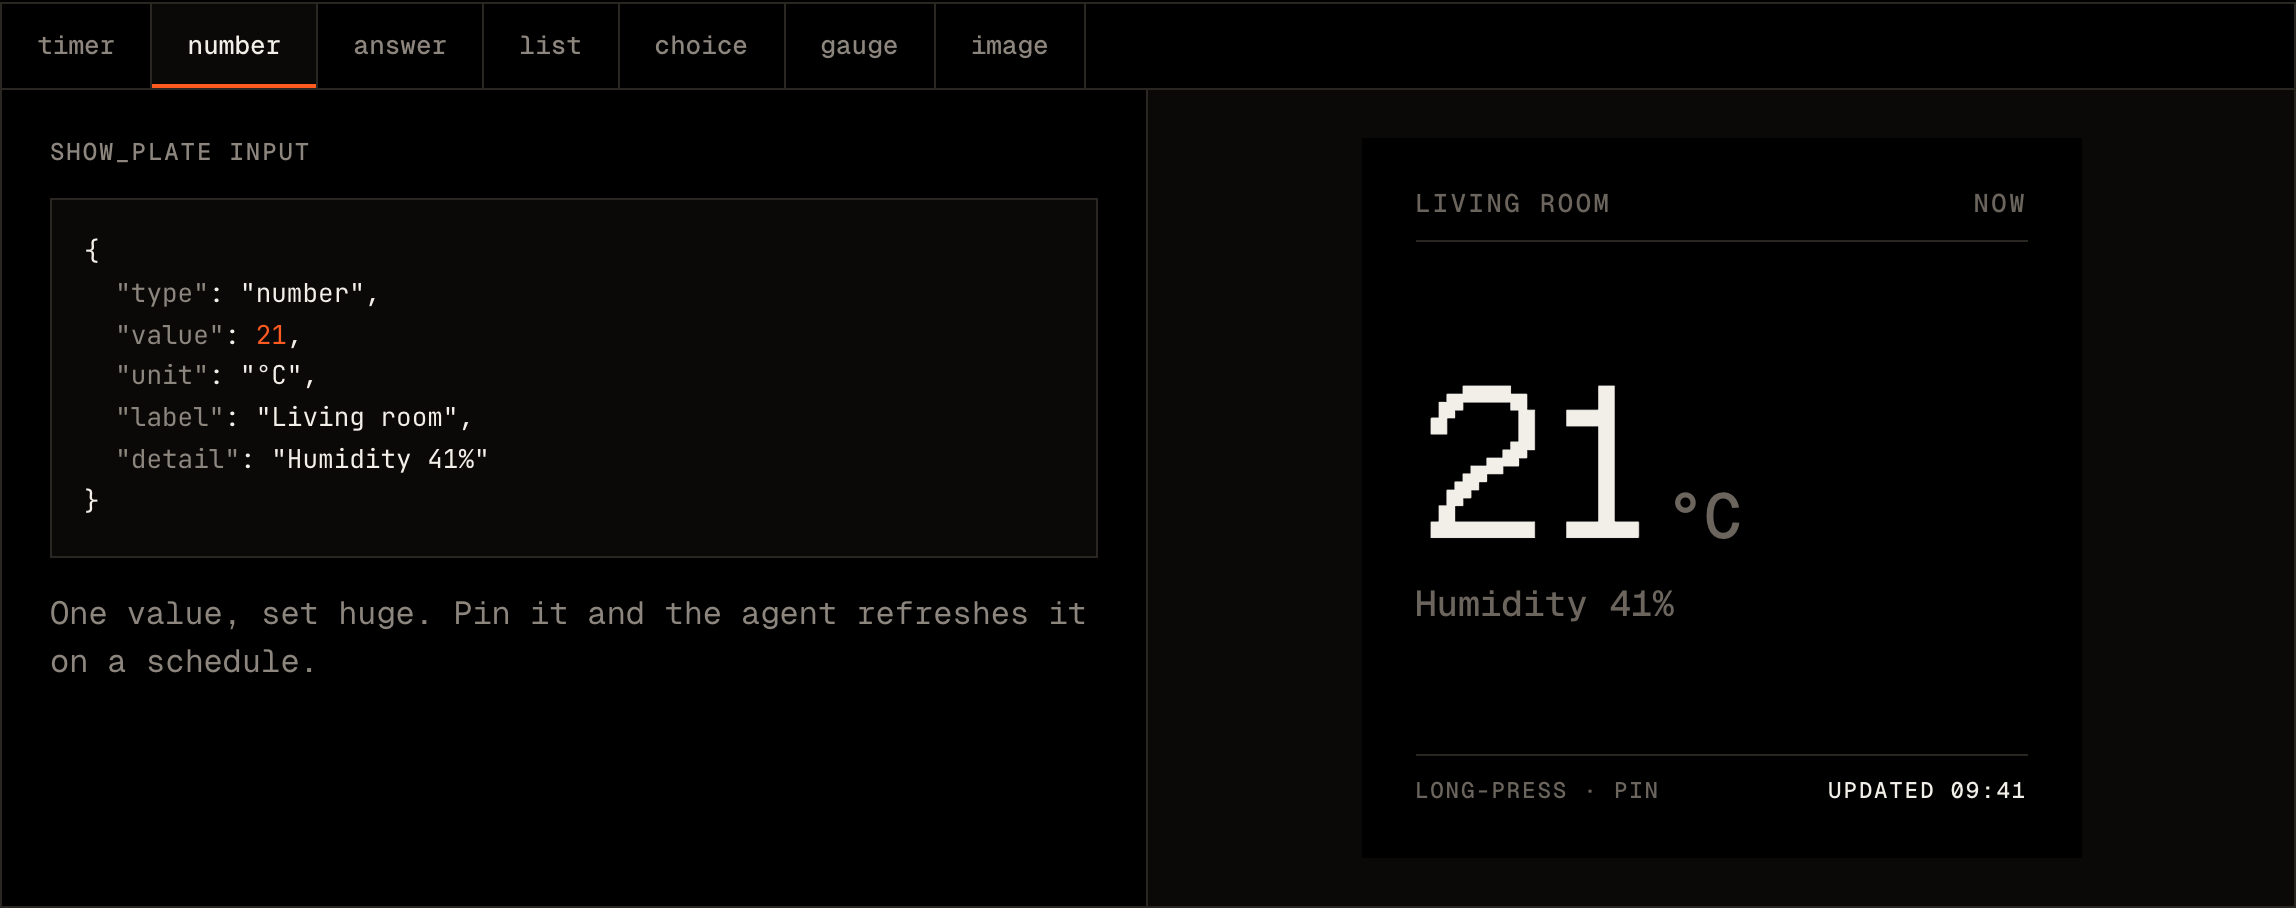 timer number answer list choice gauge image
SHOW_PLATE INPUT
{
"type": "number",
"value": 21,
"unit": "°C",
"label": "Living room",
"detail": "Humidity 41%"
}
One value, set huge. Pin it and the agent refreshes it
on a schedule.
LIVING ROOM NOW
21 °C
Humidity 41%
LONG-PRESS · PIN UPDATED 09:41